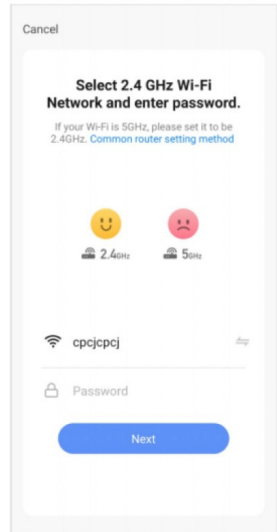 Cancel
Select 2.4 GHz Wi-Fi
Network and enter password.
If your Wi-Fi is 5GHz, please set it to be
2.4GHz. Common router setting method
2.4GHz 5GHz
cpcjcpcj
Password
Next